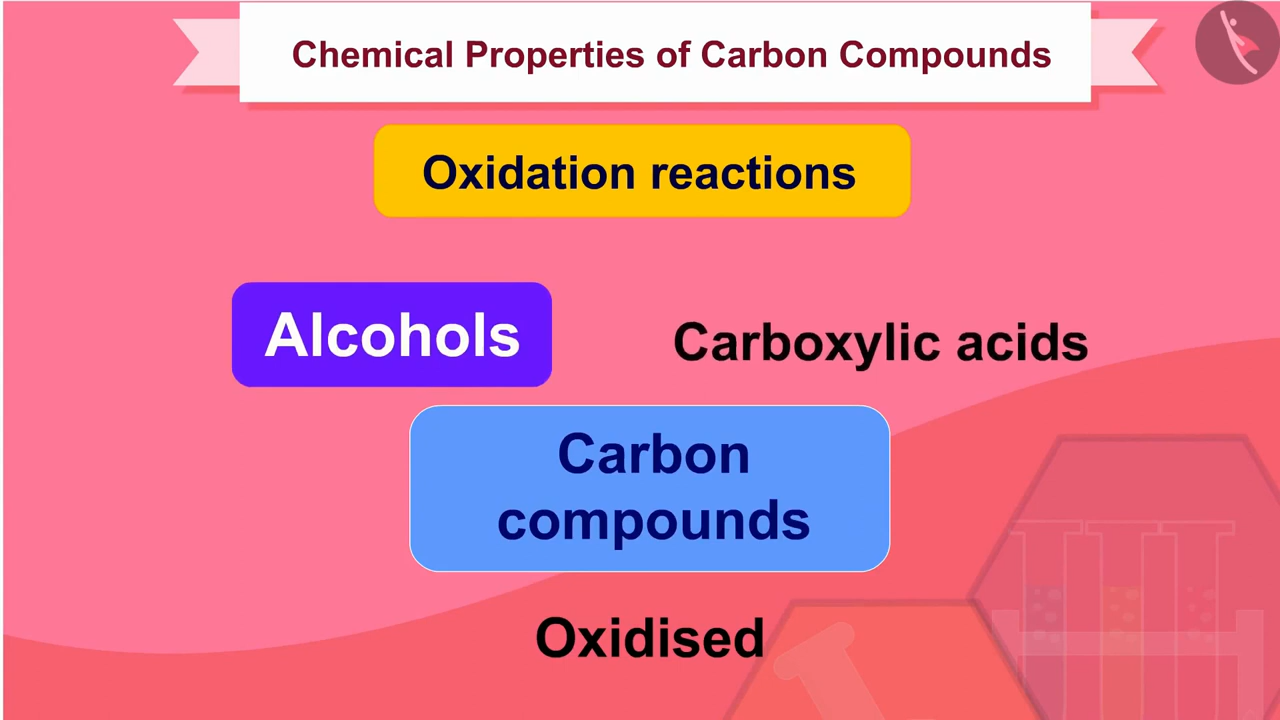 Chemical Properties of Carbon Compounds
Oxidation reactions
Alcohols
Carboxylic acids
Carbon
compounds
Oxidised